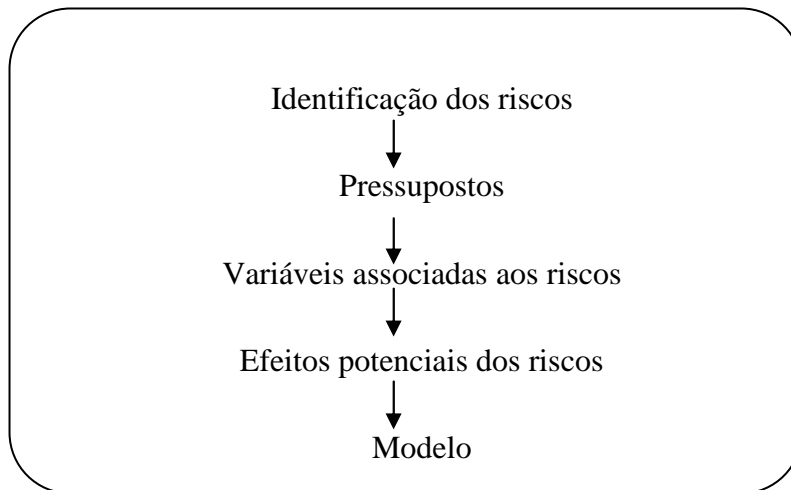 Identificação dos riscos
Pressupostos
Variáveis associadas aos riscos
Efeitos potenciais dos riscos
Modelo